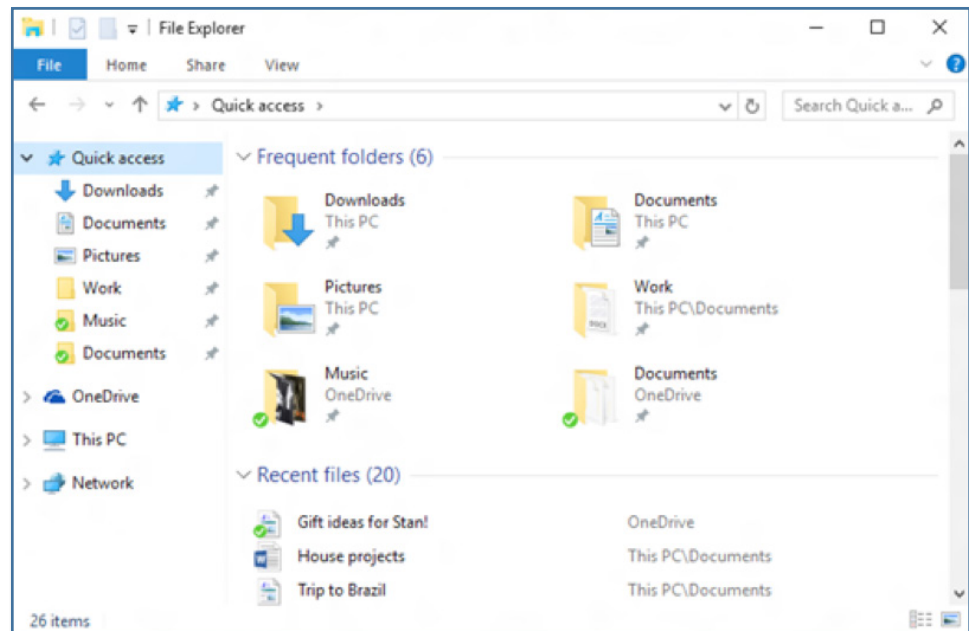 File Explorer
File Home Share View
Quick access
Search Quick a...
Quick access
Downloads
Documents
Pictures
Work
Music
Documents
OneDrive
This PC
Network
Frequent folders (6)
Downloads
This PC
Documents
This PC
Pictures
This PC
Work
This PC\Documents
DOCX
Music
OneDrive
Documents
OneDrive
Recent files (20)
Gift ideas for Stan! OneDrive
House projects This PC\Documents
Trip to Brazil This PC\Documents
26 items